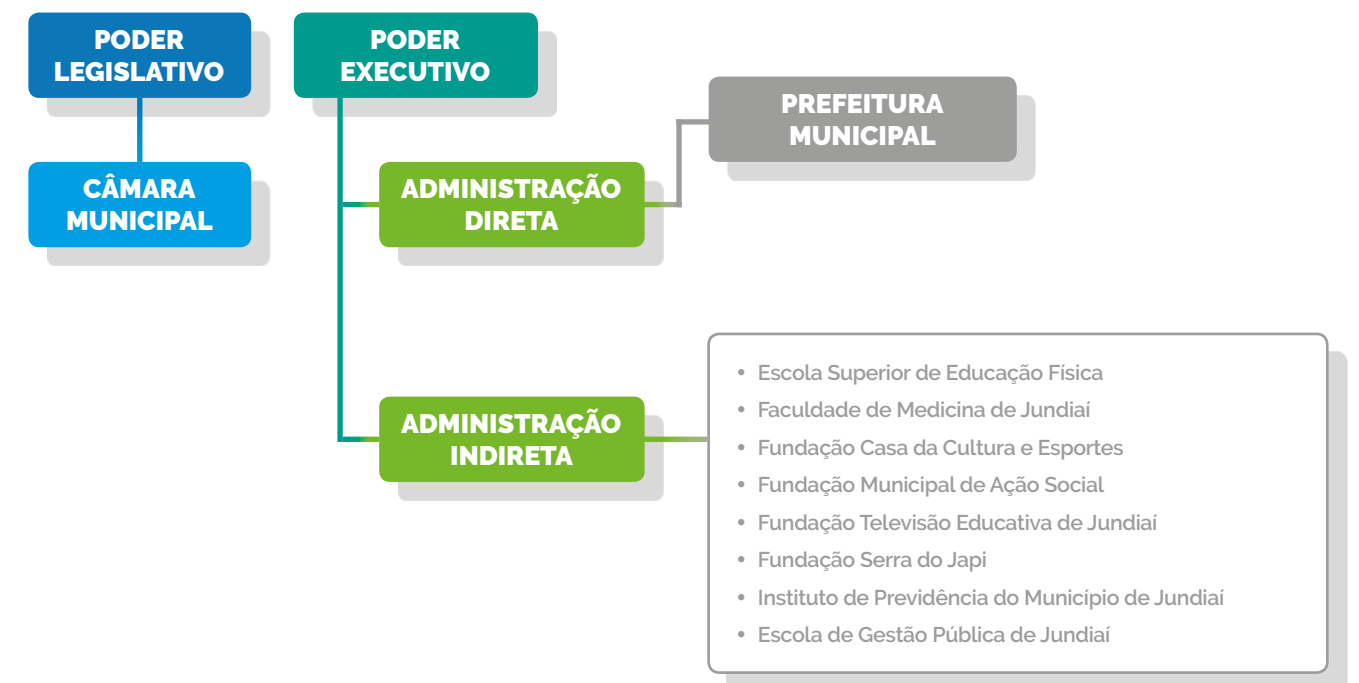 PODER
LEGISLATIVO
CÂMARA
MUNICIPAL
PODER
EXECUTIVO
ADMINISTRAÇÃO
DIRETA
PREFEITURA
MUNICIPAL
ADMINISTRAÇÃO
INDIRETA
• Escola Superior de Educação Física
• Faculdade de Medicina de Jundiaí
• Fundação Casa da Cultura e Esportes
• Fundação Municipal de Ação Social
• Fundação Televisão Educativa de Jundiaí
• Fundação Serra do Japi
• Instituto de Previdência do Município de Jundiaí
• Escola de Gestão Pública de Jundiaí